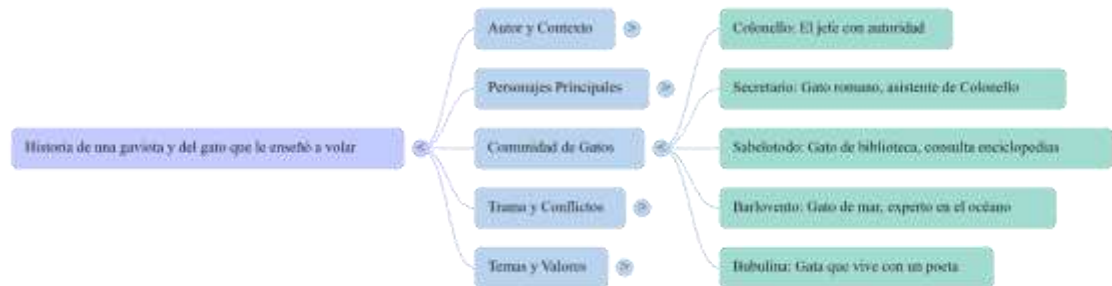 Historia de una gaviota y del gato que le enseñó a volar
Autor y Contexto
Personajes Principales
Comunidad de Gatos
Trama y Conflictos
Temas y Valores
Colonello: El jefe con autoridad
Secretario: Gato romano, asistente de Colonello
Sabelotodo: Gato de biblioteca, consulta enciclopedias
Barlovento: Gato de mar, experto en el océano
Bubulina: Gata que vive con un poeta